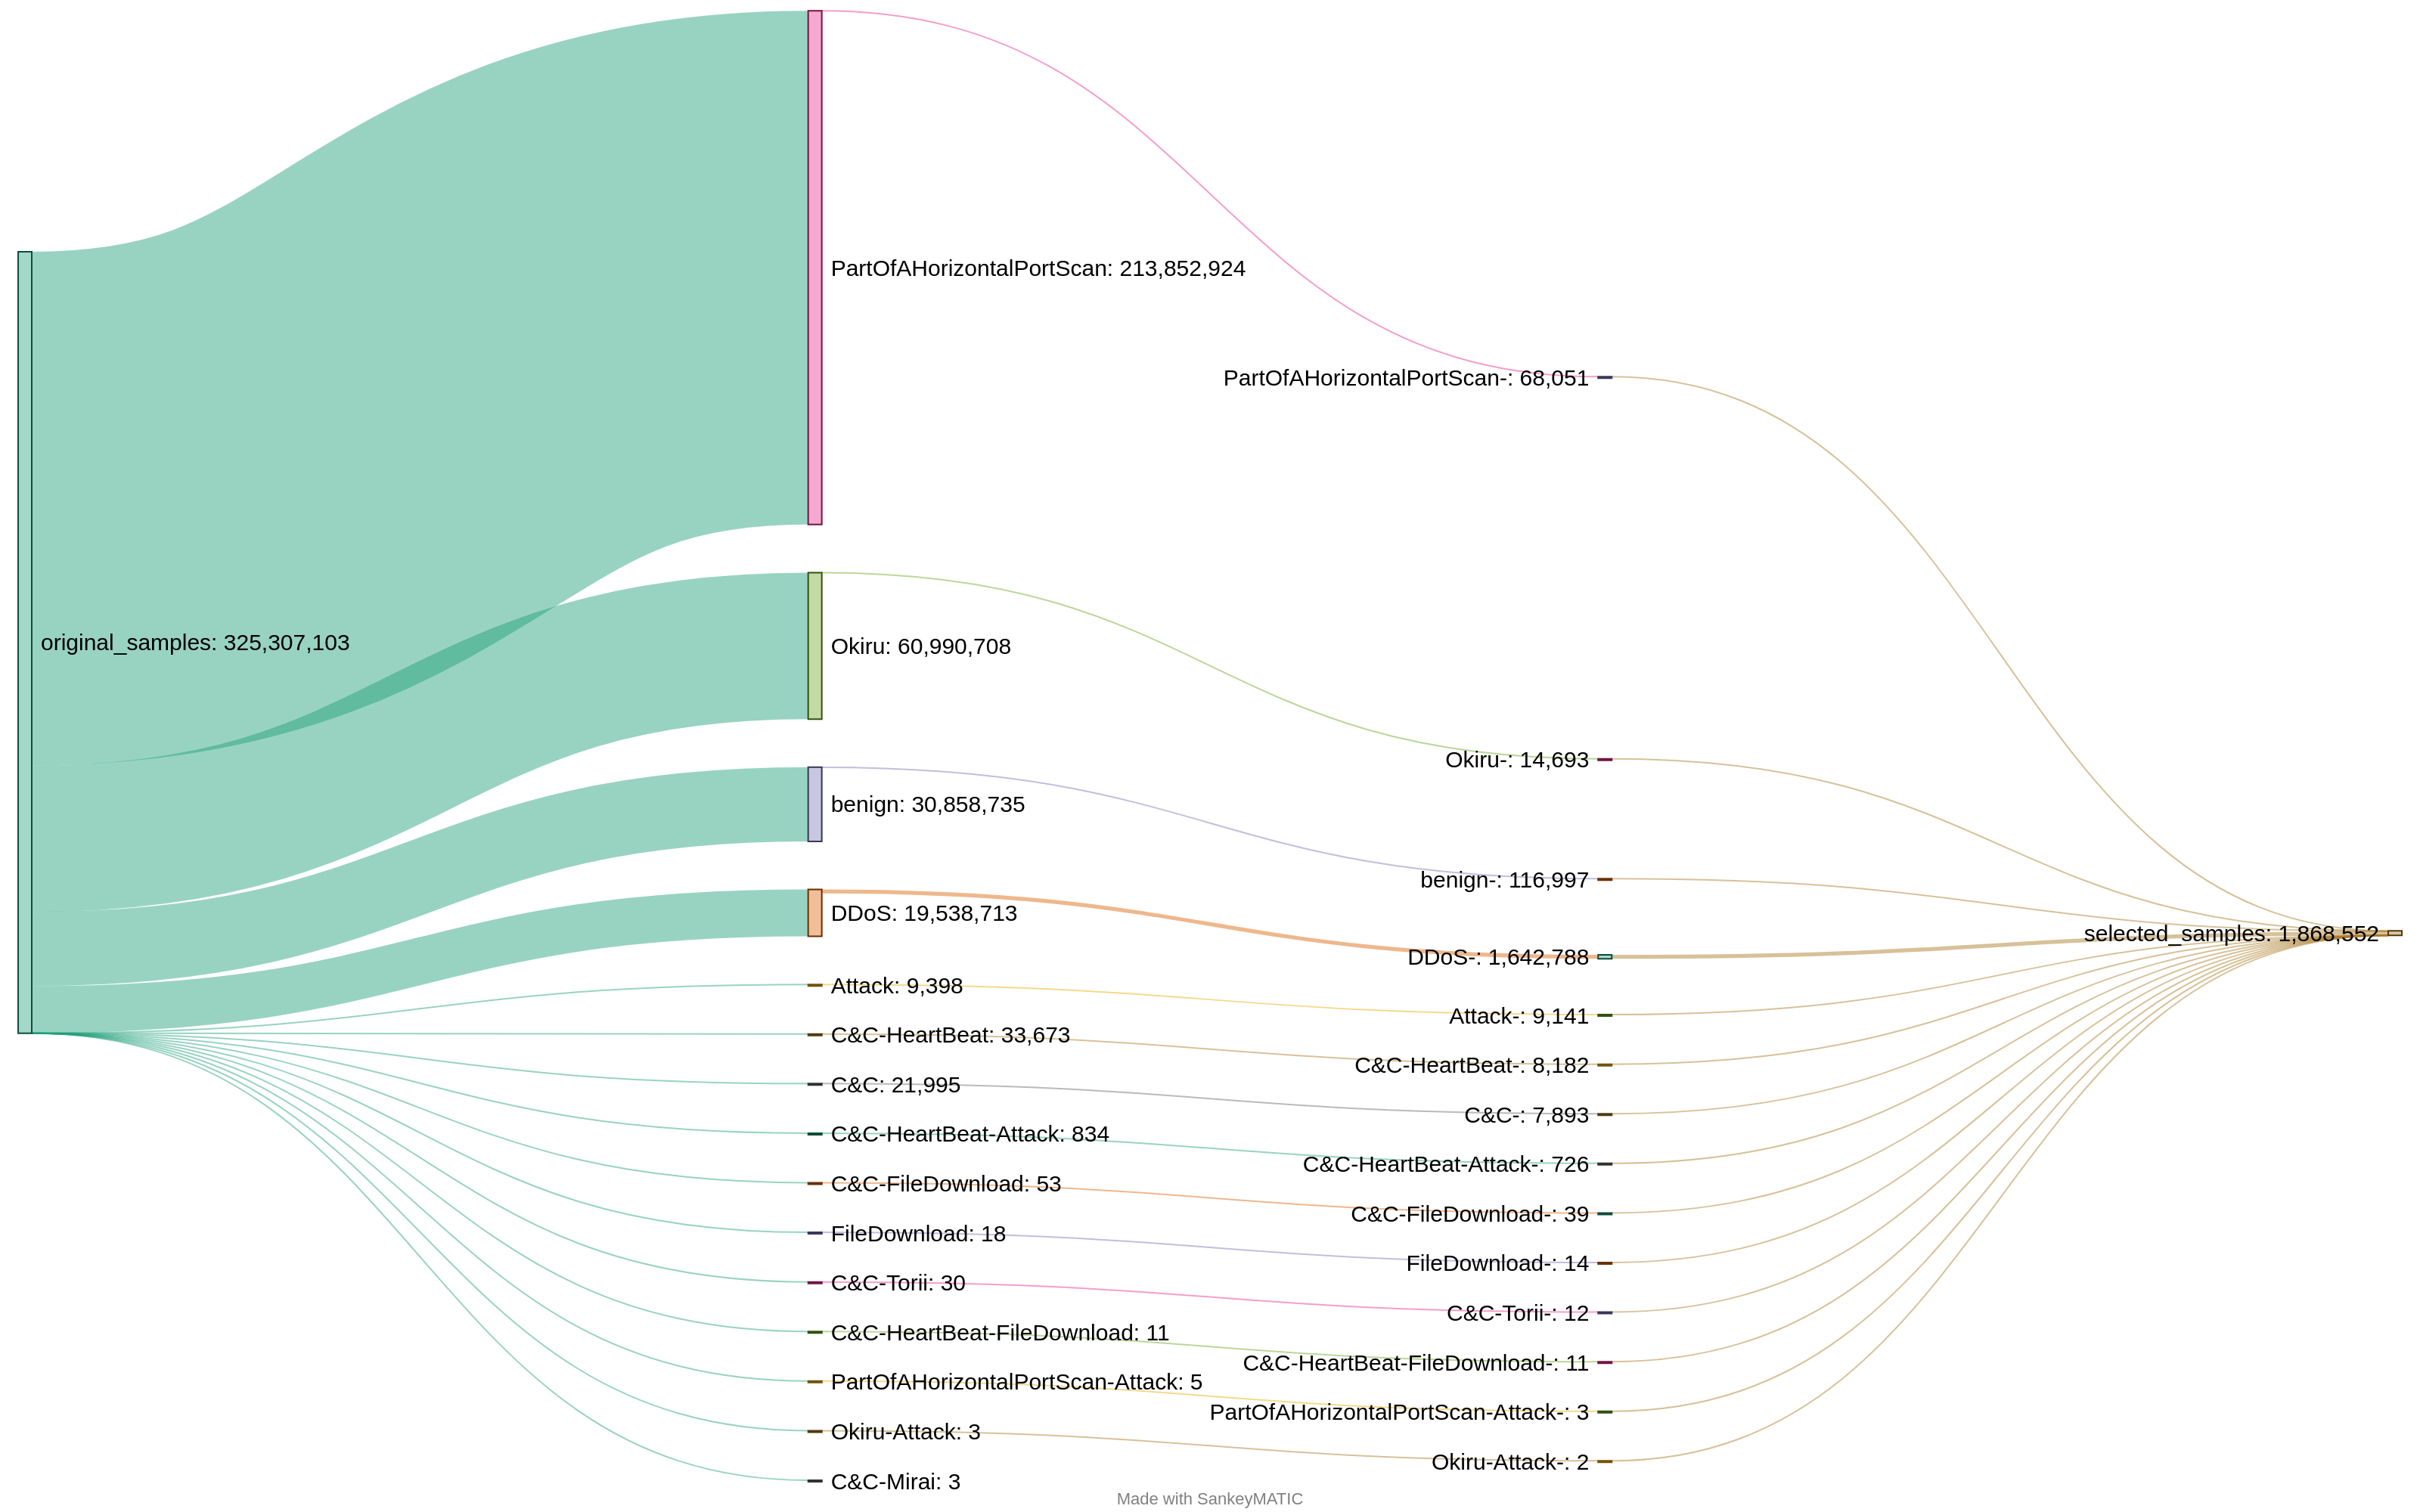 original_samples: 325,307,103
PartOfAHorizontalPortScan: 213,852,924
Okiru: 60,990,708
benign: 30,858,735
DDoS: 19,538,713
Attack: 9,398
C&C-HeartBeat: 33,673
C&C: 21,995
C&C-HeartBeat-Attack: 834
C&C-FileDownload: 53
FileDownload: 18
C&C-Torii: 30
C&C-HeartBeat-FileDownload: 11
PartOfAHorizontalPortScan-Attack: 5
Okiru-Attack: 3
C&C-Mirai: 3
PartOfAHorizontalPortScan-: 68,051
Okiru-: 14,693
benign-: 116,997
DDoS-: 1,642,788
Attack-: 9,141
C&C-HeartBeat-: 8,182
C&C-: 7,893
C&C-HeartBeat-Attack-: 726
C&C-FileDownload-: 39
FileDownload-: 14
C&C-Torii-: 12
C&C-HeartBeat-FileDownload-: 11
PartOfAHorizontalPortScan-Attack-: 3
Okiru-Attack-: 2
selected_samples: 1,868,552
Made with SankeyMATIC